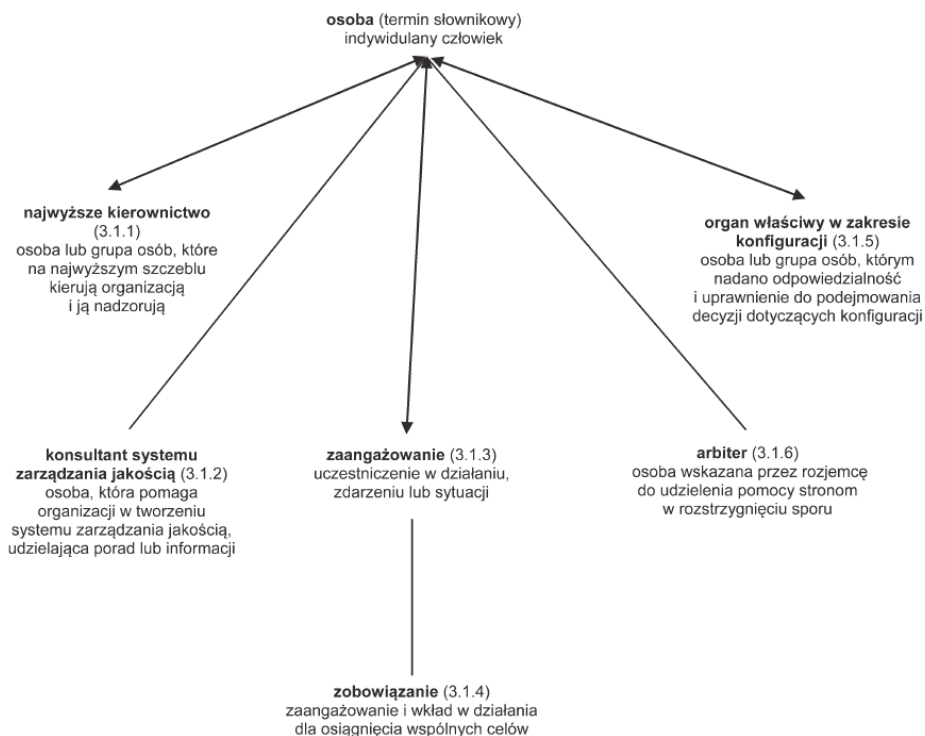 osoba (termin słownikowy)
indywidulany człowiek
najwyższe kierownictwo
(3.1.1)
osoba lub grupa osób, które
na najwyższym szczeblu
kierują organizacją
i ją nadzorują
organ właściwy w zakresie
konfiguracji (3.1.5)
osoba lub grupa osób, którym
nadano odpowiedzialność
i uprawnienie do podejmowania
decyzji dotyczących konfiguracji
konsultant systemu
zarządzania jakością (3.1.2)
osoba, która pomaga
organizacji w tworzeniu
systemu zarządzania jakością,
udzielająca porad lub informacji
zaangażowanie (3.1.3)
uczestniczenie w działaniu,
zdarzeniu lub sytuacji
arbiter (3.1.6)
osoba wskazana przez rozjemcę
do udzielenia pomocy stronom
w rozstrzygnięciu sporu
zobowiązanie (3.1.4)
zaangażowanie i wkład w działania
dla osiągnięcia wspólnych celów